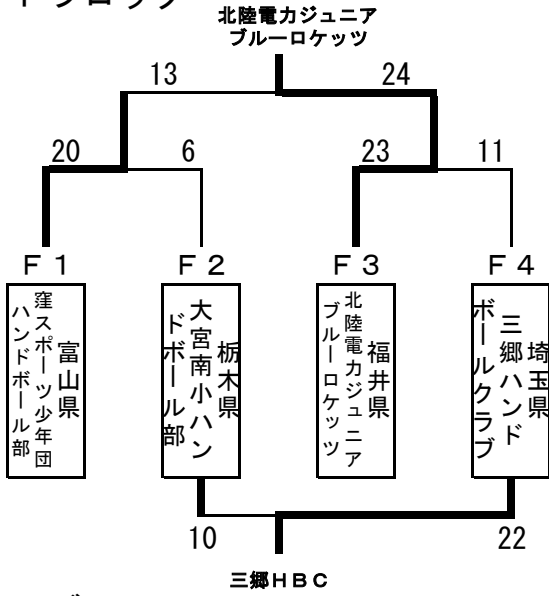 北陸電力ジュニア
ブルーロケッツ
13
24
20
6
23
11
F1
F2
F3
F4
富山県
窪スポーツ少年団
ハンドボール部
栃木県
大宮南小ハン
ドボール部
福井県
北陸電力ジュニア
ブルーロケッツ
埼玉県
三郷ハンド
ボールクラブ
10
22
三郷HBC